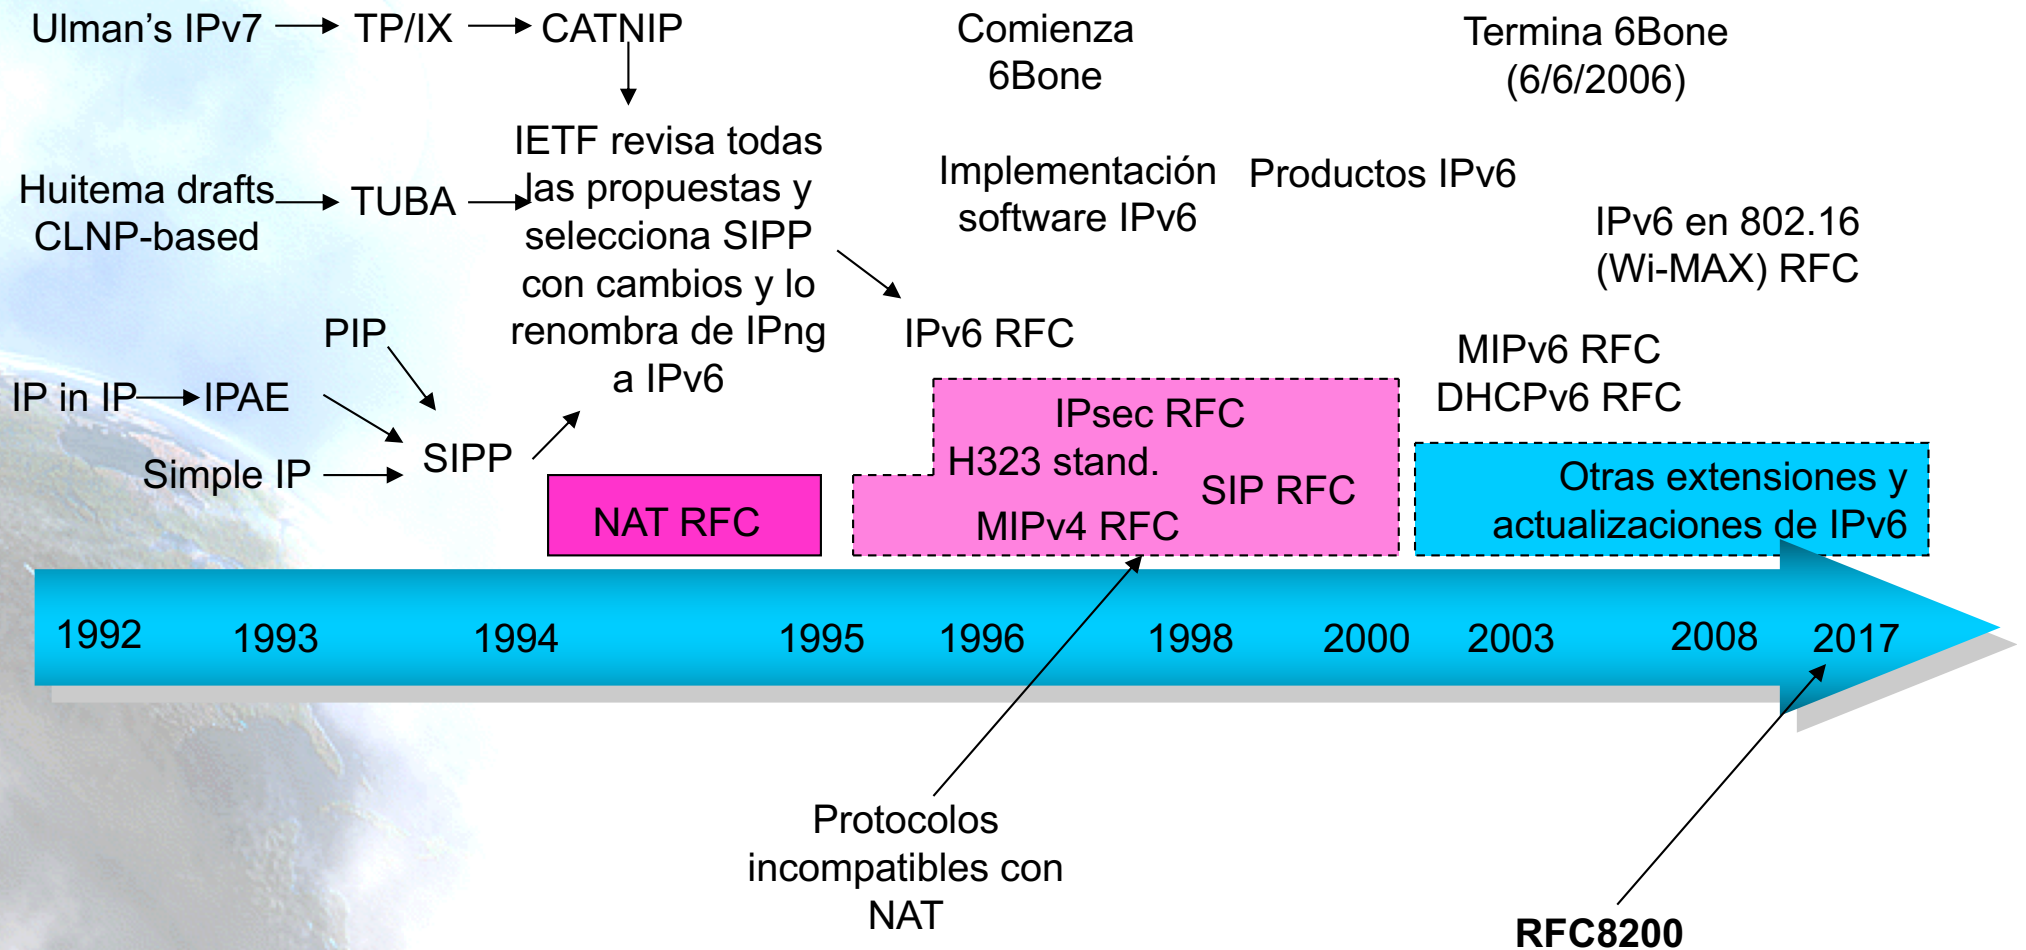 Ulman's IPv7
TP/IX
CATNIP
Comienza
6Bone
Termina 6Bone
(6/6/2006)
Huitema drafts
CLNP-based
TUBA
IETF revisa todas
las propuestas y
selecciona SIPP
con cambios y lo
renombra de IPng
a IPv6
Implementación
software IPv6
Productos IPv6
IPv6 en 802.16
(Wi-MAX) RFC
PIP
IP in IP
IPAE
Simple IP
SIPP
IPv6 RFC
MIPv6 RFC
DHCPv6 RFC
NAT RFC
IPsec RFC
H323 stand.
SIP RFC
MIPv4 RFC
Otras extensiones y
actualizaciones de IPv6
1992
1993
1994
1995
1996
1998
2000
2003
2008
2017
Protocolos
incompatibles con
NAT
RFC8200